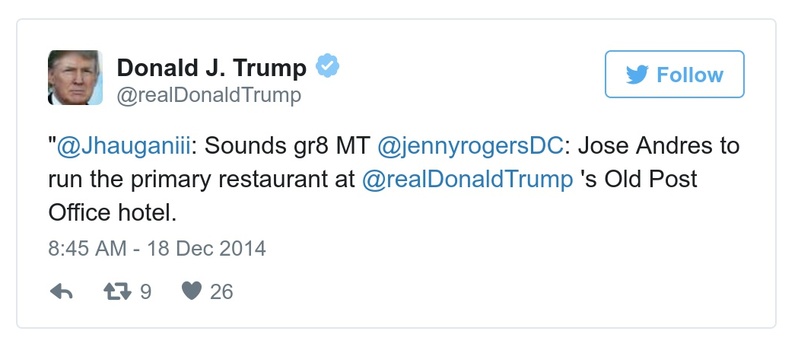 Donald J. Trump
@realDonaldTrump
Follow
"@Jhauganiii: Sounds gr8 MT @jennyrogersDC: Jose Andres to
run the primary restaurant at @realDonaldTrump 's Old Post
Office hotel.
8:45 AM - 18 Dec 2014
9 26